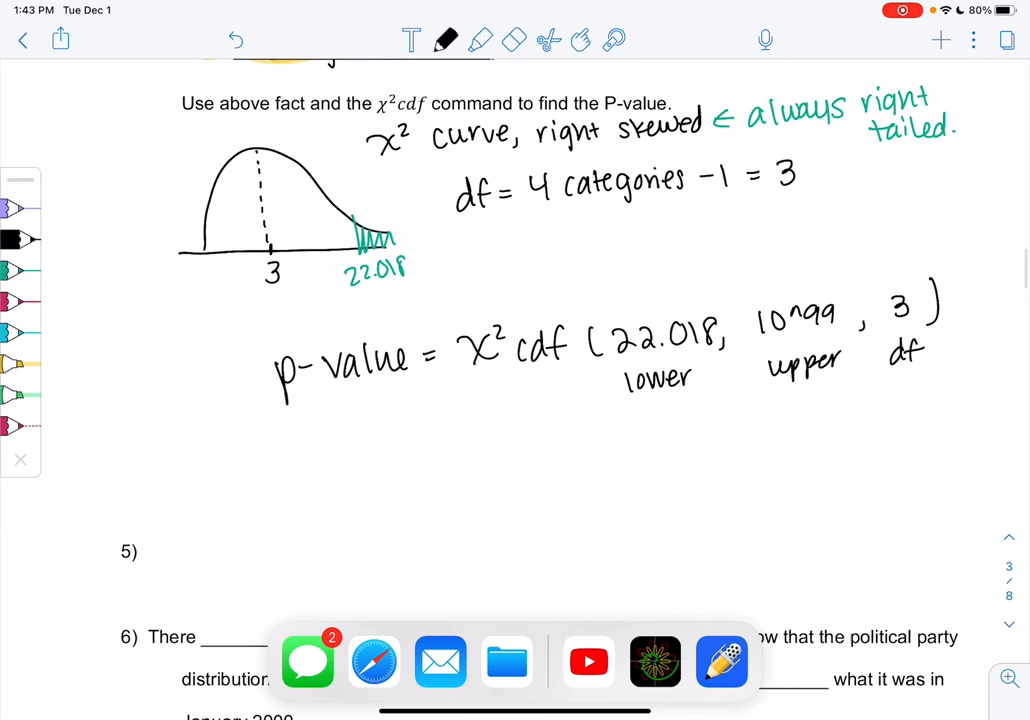 1:43 PM Tue Dec 1
80%
Use above fact and the χ²cdf command to find the P-value.
χ² curve, right skewed ← always right tailed.
df = 4 categories - 1 = 3
3
22.018
p-value = χ²cdf (22.018, 10^99, 3)
lower upper df
5)
3
/
8
2
6) There ______ ow that the political party
distribution ______ what it was in